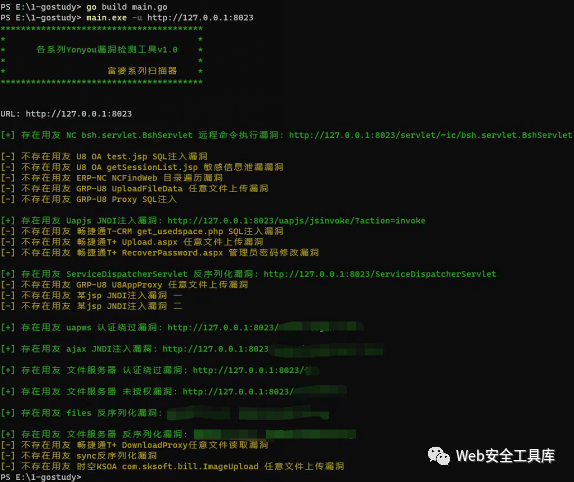 PS E:\1-gostudy> go build main.go
PS E:\1-gostudy> main.exe -u http://127.0.0.1:8023
****************************************
* *
* 各系列Yonyou漏洞检测工具v1.0 *
* *
* 富婆系列扫描器 *
****************************************
URL: http://127.0.0.1:8023
[+] 存在用友 NC bsh.servlet.BshServlet 远程命令执行漏洞: http://127.0.0.1:8023/servlet/~ic/bsh.servlet.BshServlet
[-] 不存在用友 U8 OA test.jsp SQL注入漏洞
[-] 不存在用友 U8 OA getSessionList.jsp 敏感信息泄漏漏洞
[-] 不存在用友 ERP-NC NCFindWeb 目录遍历漏洞
[-] 不存在用友 GRP-U8 UploadFileData 任意文件上传漏洞
[-] 不存在用友 GRP-U8 Proxy SQL注入
[+] 存在用友 Uapjs JNDI注入漏洞: http://127.0.0.1:8023/uapjs/jsinvoke/?action=invoke
[-] 不存在用友 畅捷通T-CRM get_usedspace.php SQL注入漏洞
[-] 不存在用友 畅捷通T+ Upload.aspx 任意文件上传漏洞
[-] 不存在用友 畅捷通T+ RecoverPassword.aspx 管理员密码修改漏洞
[+] 存在用友 ServiceDispatcherServlet 反序列化漏洞: http://127.0.0.1:8023/ServiceDispatcherServlet
[-] 不存在用友 GRP-U8 U8AppProxy 任意文件上传漏洞
[-] 不存在用友 某jsp JNDI注入漏洞 一
[-] 不存在用友 某jsp JNDI注入漏洞 二
[+] 存在用友 uapws 认证绕过漏洞: http://127.0.0.1:8023/
[+] 存在用友 ajax JNDI注入漏洞: http://127.0.0.1:8023
[+] 存在用友 文件服务器 认证绕过漏洞: http://127.0.0.1:8023/
[+] 存在用友 文件服务器 未授权漏洞: http://127.0.0.1:8023/
[+] 存在用友 files 反序列化漏洞:
[+] 存在用友 文件服务器 反序列化漏洞:
[-] 不存在用友 畅捷通T+ DownloadProxy任意文件读取漏洞
[-] 不存在用友 sync反序列化漏洞
[-] 不存在用友 时空KSOA com.sksoft.bill.ImageUpload 任意文件上传漏洞
PS E:\1-gostudy>
Web安全工具库